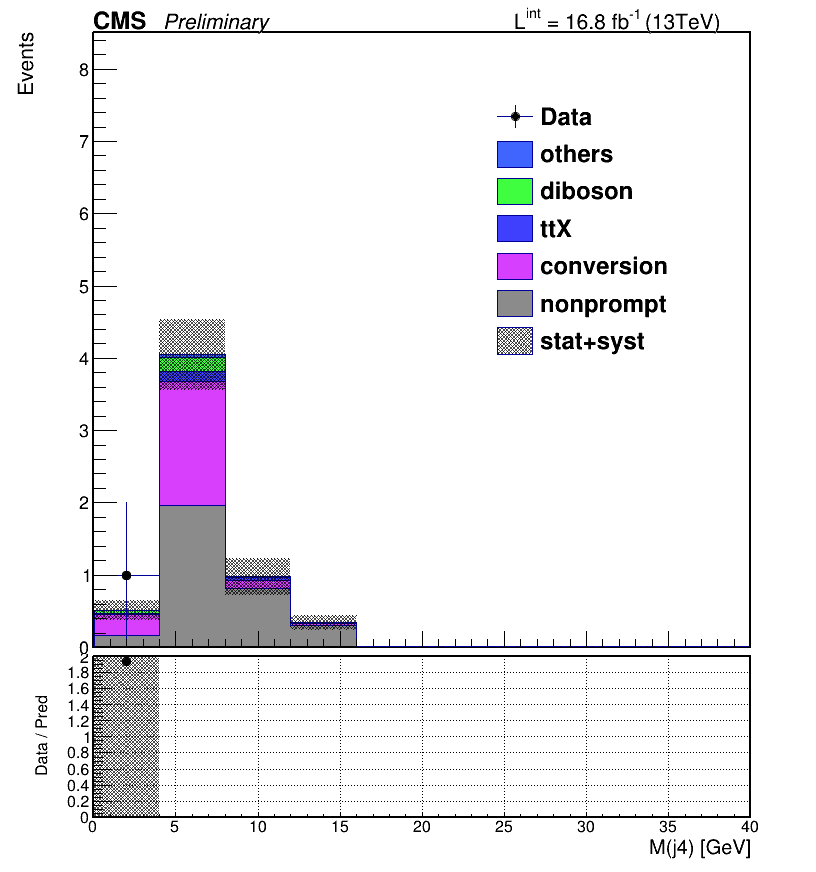 CMS Preliminary L^int = 16.8 fb^-1 (13TeV)
Events
8
7
6
5
4
3
2
1
0
Data
others
diboson
ttX
conversion
nonprompt
stat+syst
Data / Pred
2
1.8
1.6
1.4
1.2
1
0.8
0.6
0.4
0.2
0
0 5 10 15 20 25 30 35 40
M(j4) [GeV]